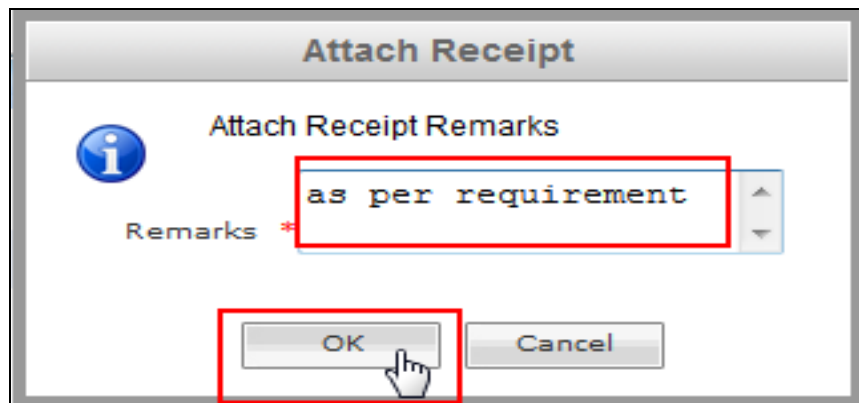 Attach Receipt
Attach Receipt Remarks
as per requirement
Remarks *
OK Cancel